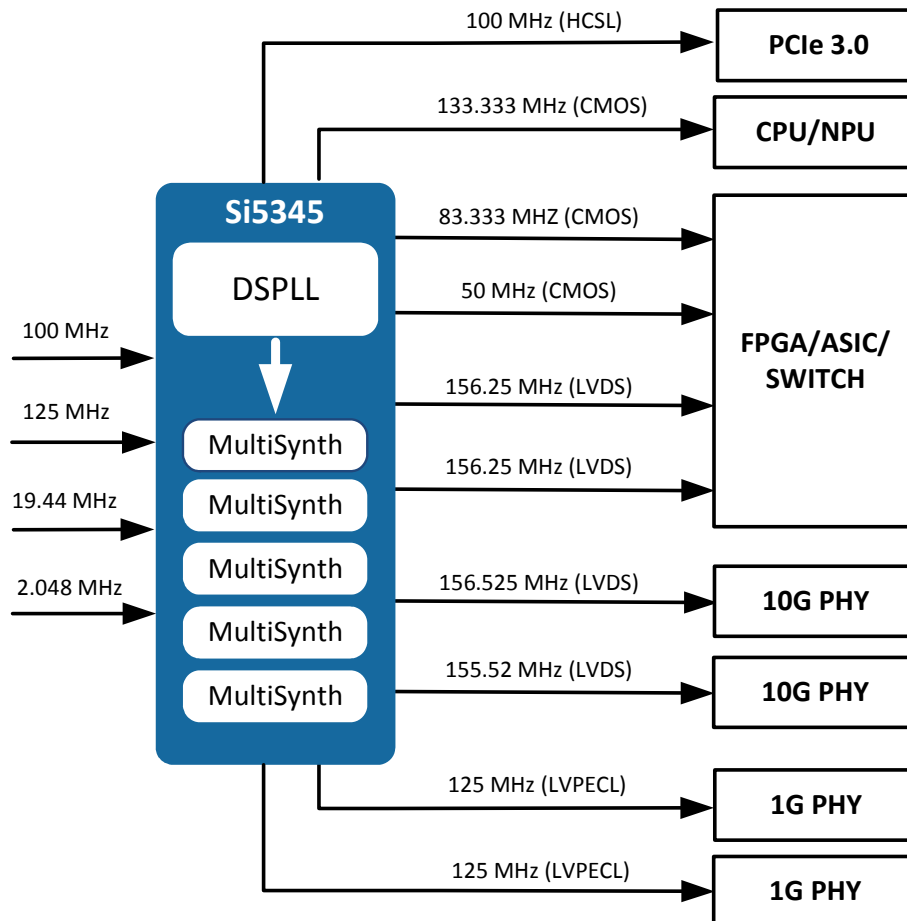 100 MHz (HCSL)
PCIe 3.0
133.333 MHz (CMOS)
CPU/NPU
Si5345
DSPLL
MultiSynth
MultiSynth
MultiSynth
MultiSynth
MultiSynth
100 MHz
125 MHz
19.44 MHz
2.048 MHz
83.333 MHZ (CMOS)
50 MHz (CMOS)
156.25 MHz (LVDS)
156.25 MHz (LVDS)
FPGA/ASIC/
SWITCH
156.525 MHz (LVDS)
10G PHY
155.52 MHz (LVDS)
10G PHY
125 MHz (LVPECL)
1G PHY
125 MHz (LVPECL)
1G PHY